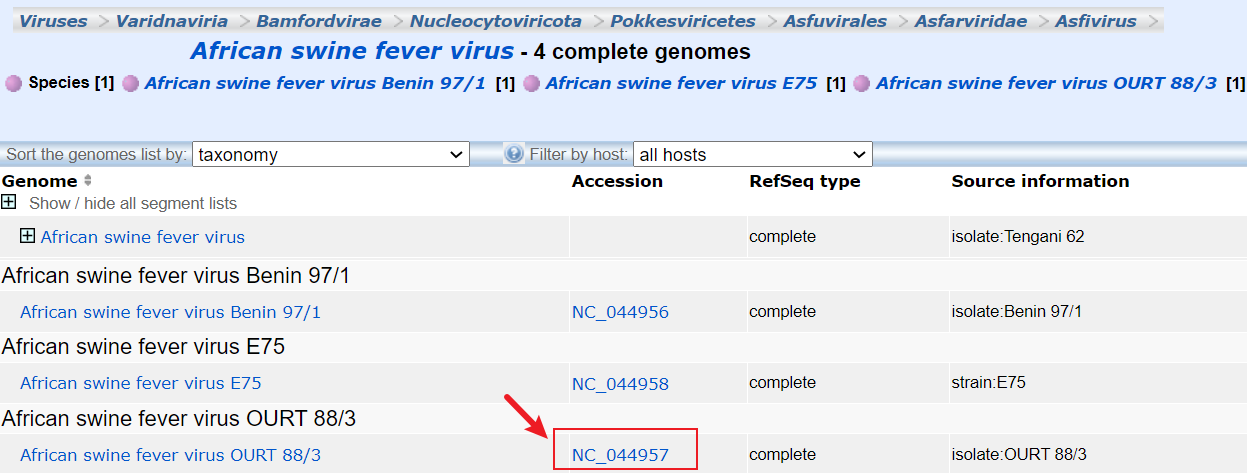 Viruses Varidnaviria Bamfordvirae Nucleocytoviricota Pokkesviricetes Asfuvirales Asfarviridae Asfivirus
African swine fever virus - 4 complete genomes
Species [1] African swine fever virus Benin 97/1 [1] African swine fever virus E75 [1] African swine fever virus OURT 88/3 [1]
Sort the genomes list by: taxonomy ? Filter by host: all hosts
Genome Accession RefSeq type Source information
Show / hide all segment lists
African swine fever virus complete isolate:Tengani 62
African swine fever virus Benin 97/1
African swine fever virus Benin 97/1 NC_044956 complete isolate:Benin 97/1
African swine fever virus E75
African swine fever virus E75 NC_044958 complete strain:E75
African swine fever virus OURT 88/3
African swine fever virus OURT 88/3 NC_044957 complete isolate:OURT 88/3